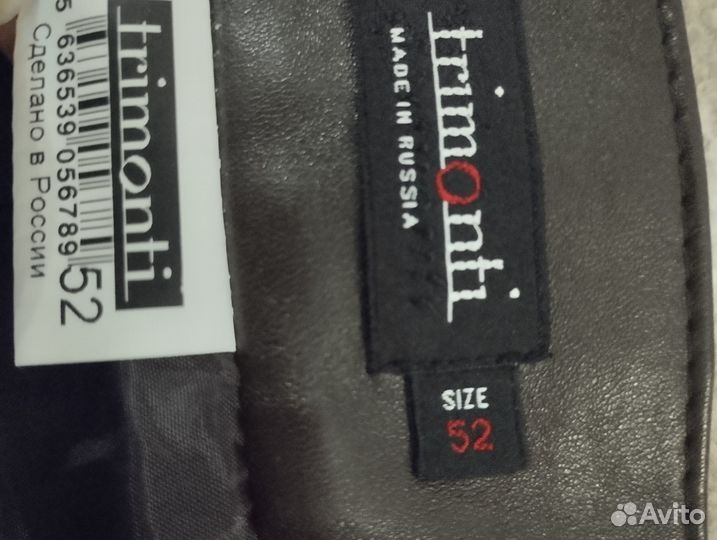 trimonti
5 636539 056789
52
Сделано в России
trimonti
MADE IN RUSSIA
SIZE
52
Avito